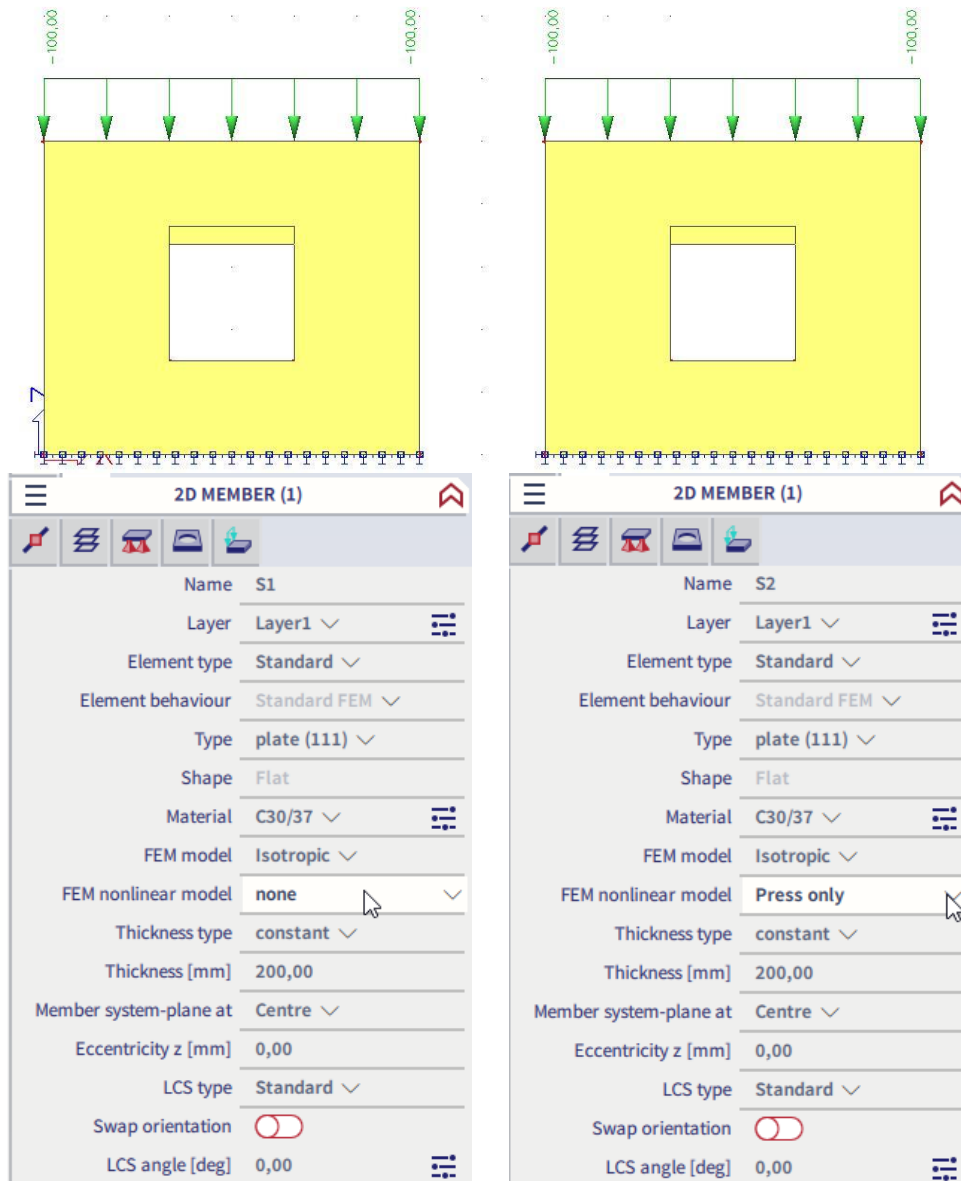 -100,00
-100,00
-100,00
-100,00
Z
2D MEMBER (1)
Name S1
Layer Layer1
Element type Standard
Element behaviour Standard FEM
Type plate (111)
Shape Flat
Material C30/37
FEM model Isotropic
FEM nonlinear model none
Thickness type constant
Thickness [mm] 200,00
Member system-plane at Centre
Eccentricity z [mm] 0,00
LCS type Standard
Swap orientation
LCS angle [deg] 0,00
2D MEMBER (1)
Name S2
Layer Layer1
Element type Standard
Element behaviour Standard FEM
Type plate (111)
Shape Flat
Material C30/37
FEM model Isotropic
FEM nonlinear model Press only
Thickness type constant
Thickness [mm] 200,00
Member system-plane at Centre
Eccentricity z [mm] 0,00
LCS type Standard
Swap orientation
LCS angle [deg] 0,00